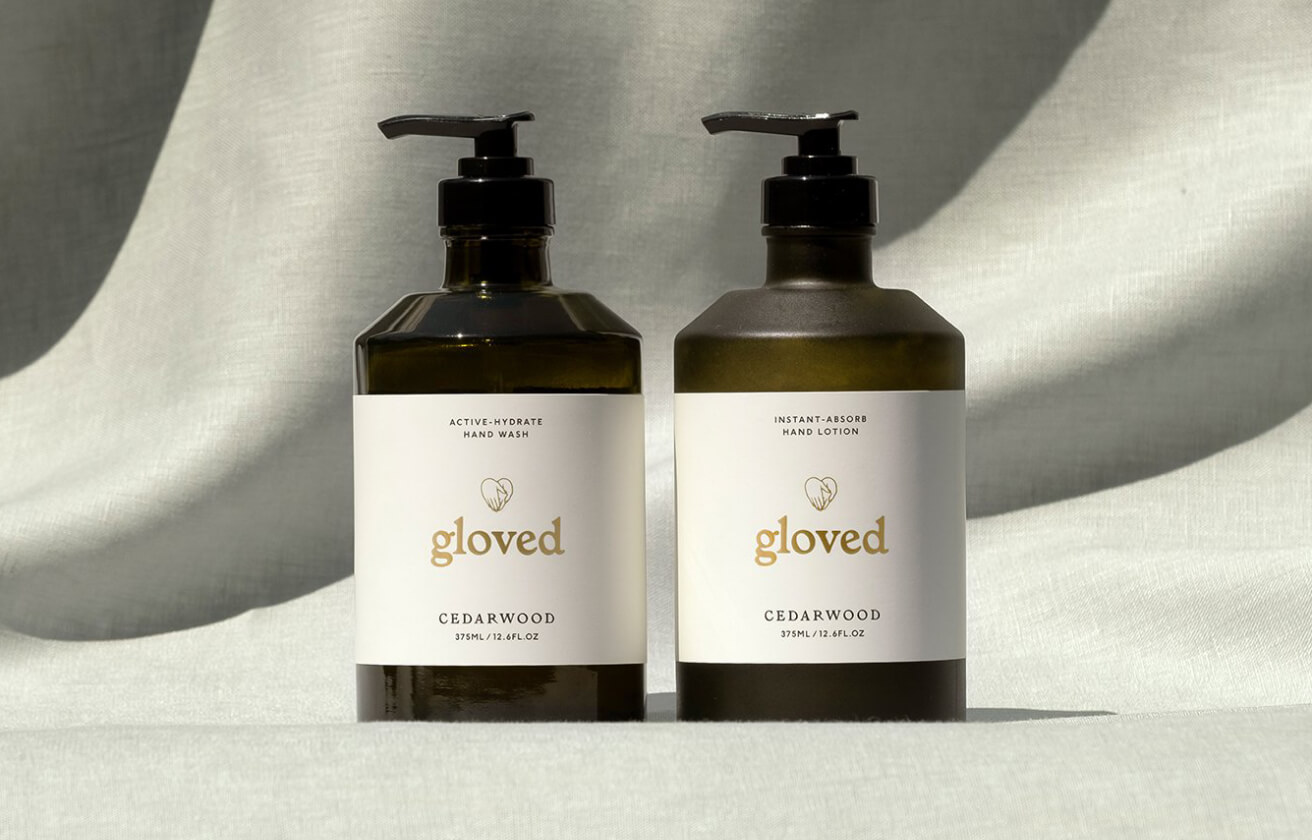 ACTIVE-HYDRATE
HAND WASH
gloved
CEDARWOOD
375ML / 12.6FL.OZ
INSTANT-ABSORB
HAND LOTION
gloved
CEDARWOOD
375ML / 12.6FL.OZ